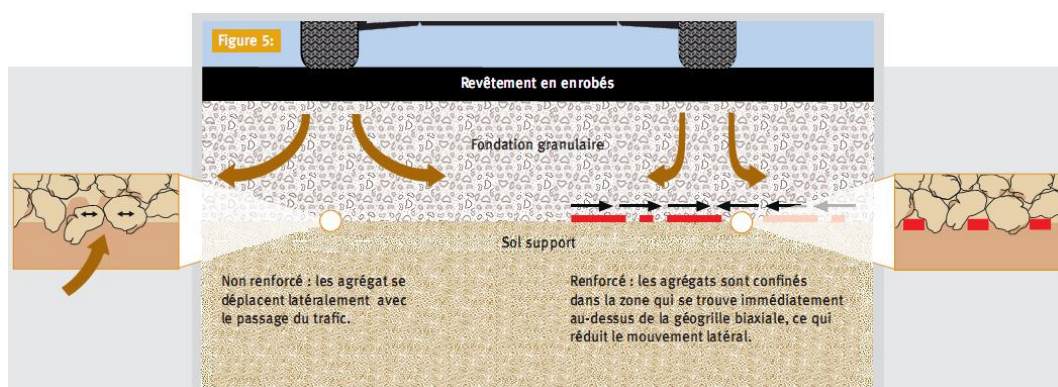 Figure 5:
Revêtement en enrobés
Fondation granulaire
Sol support
Non renforcé : les agrégat se
déplacent latéralement avec
le passage du trafic.
Renforcé : les agrégats sont confinés
dans la zone qui se trouve immédiatement
au-dessus de la géogrille biaxiale, ce qui
réduit le mouvement latéral.